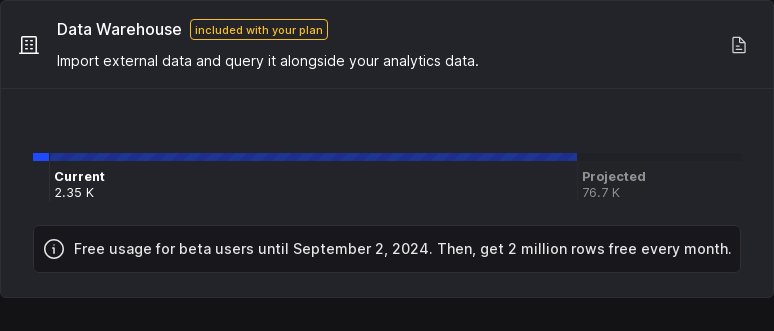 Data Warehouse included with your plan
Import external data and query it alongside your analytics data.
Current Projected
2.35 K 76.7 K
Free usage for beta users until September 2, 2024. Then, get 2 million rows free every month.